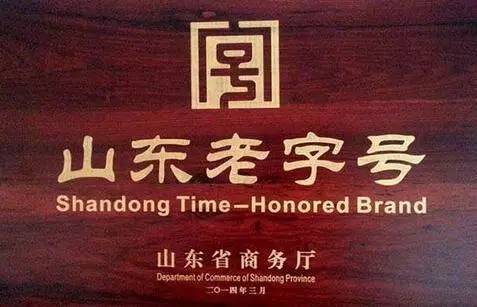 号
山东老字号
Shandong Time-Honored Brand
山东省商务厅
Department of Commerce of Shandong Province
二〇一四年三月